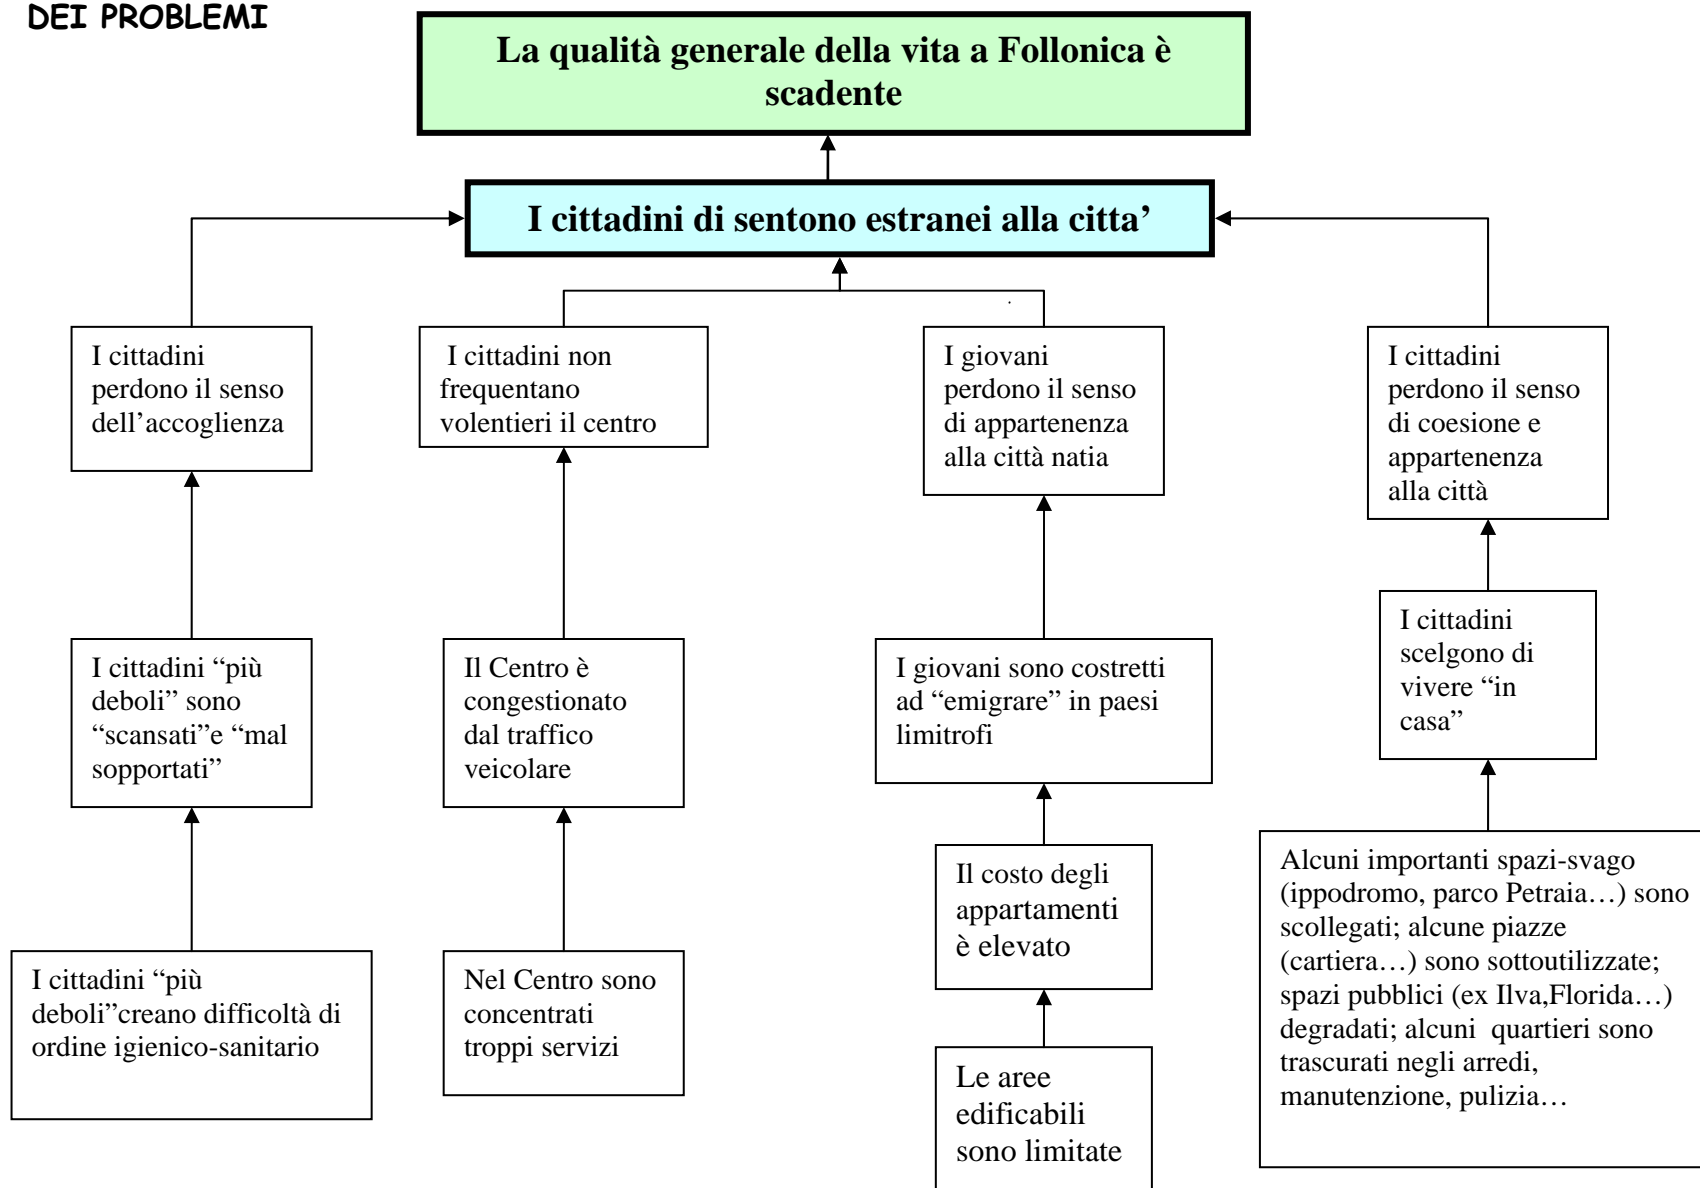 DEI PROBLEMI
La qualità generale della vita a Follonica è
scadente
I cittadini di sentono estranei alla citta’
I cittadini
perdono il senso
dell’accoglienza
I cittadini non
frequentano
volentieri il centro
I giovani
perdono il senso
di appartenenza
alla città natia
I cittadini
perdono il senso
di coesione e
appartenenza
alla città
I cittadini “più
deboli” sono
“scansati”e “mal
sopportati”
Il Centro è
congestionato
dal traffico
veicolare
I giovani sono costretti
ad “emigrare” in paesi
limitrofi
I cittadini
scelgono di
vivere “in
casa”
I cittadini “più
deboli”creano difficoltà di
ordine igienico-sanitario
Nel Centro sono
concentrati
troppi servizi
Il costo degli
appartamenti
è elevato
Le aree
edificabili
sono limitate
Alcuni importanti spazi-svago
(ippodromo, parco Petraia…) sono
scollegati; alcune piazze
(cartiera…) sono sottoutilizzate;
spazi pubblici (ex Ilva,Florida…)
degradati; alcuni  quartieri sono
trascurati negli arredi,
manutenzione, pulizia…